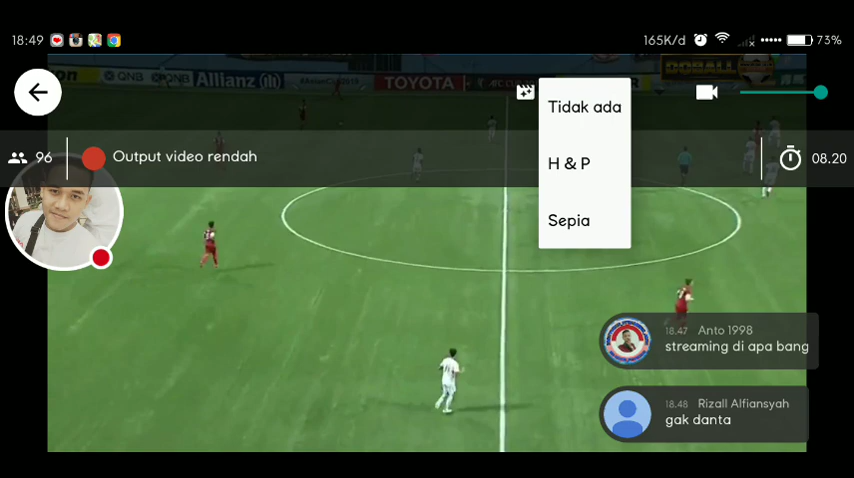 18:49
165K/d
73%
QNB
QNB
Allianz
TOYOTA
Tidak ada
H & P
Sepia
96
Output video rendah
08.20
18.47 Anto 1998
streaming di apa bang
18.48 Rizall Alfiansyah
gak danta